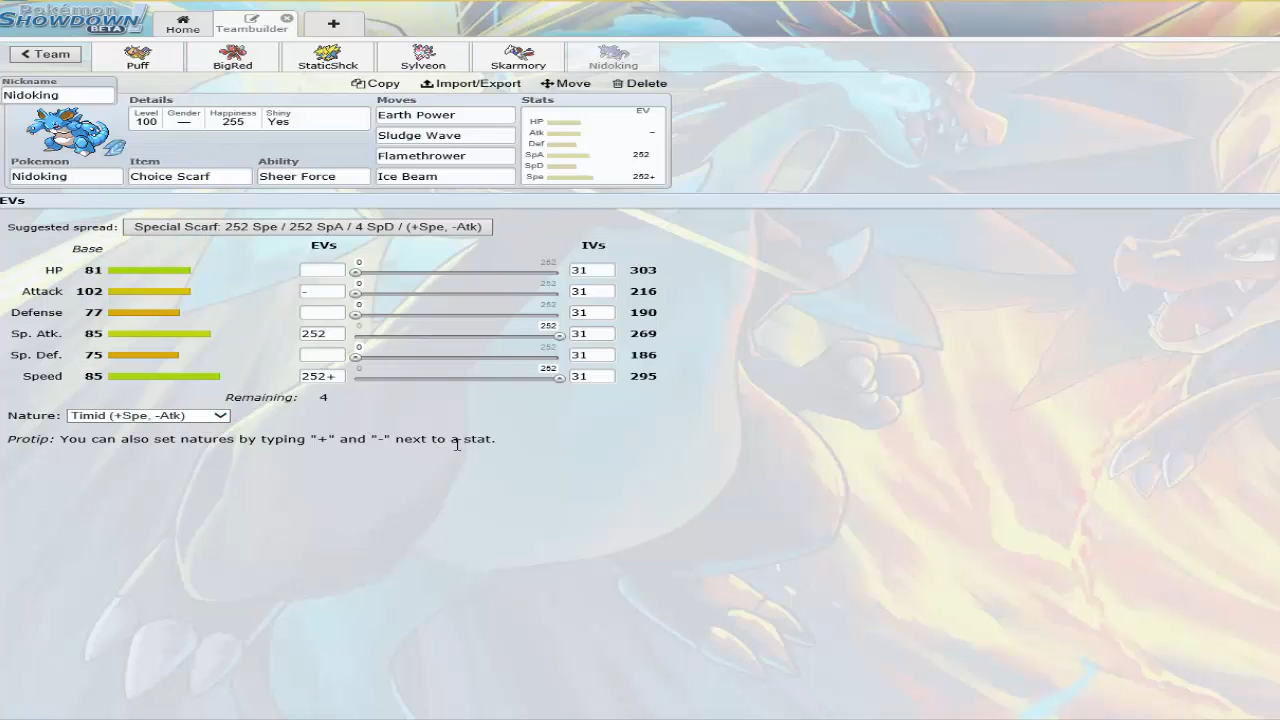 Pokémon
SHOWDOWN
BETA
Home
Teambuilder
+
< Team
Puff
BigRed
StaticShck
Sylveon
Skarmory
Nidoking
Copy Import/Export Move Delete
Nickname
Nidoking
Details
Level Gender Happiness Shiny
100 — 255 Yes
Pokemon Item Ability
Nidoking Choice Scarf Sheer Force
Moves
Earth Power
Sludge Wave
Flamethrower
Ice Beam
Stats
EV
HP
Atk -
Def
SpA 252
SpD
Spe 252+
EVs
Suggested spread: Special Scarf: 252 Spe / 252 SpA / 4 SpD / (+Spe, -Atk)
Base EVs IVs
HP 81 0 252 31 303
Attack 102 - 0 252 31 216
Defense 77 0 252 31 190
Sp. Atk. 85 252 0 252 31 269
Sp. Def. 75 0 252 31 186
Speed 85 252+ 0 252 31 295
Remaining: 4
Nature: Timid (+Spe, -Atk)
Protip: You can also set natures by typing "+" and "-" next to a stat.